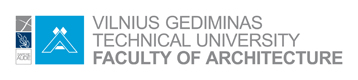 VILNIUS GEDIMINAS
TECHNICAL UNIVERSITY
FACULTY OF ARCHITECTURE